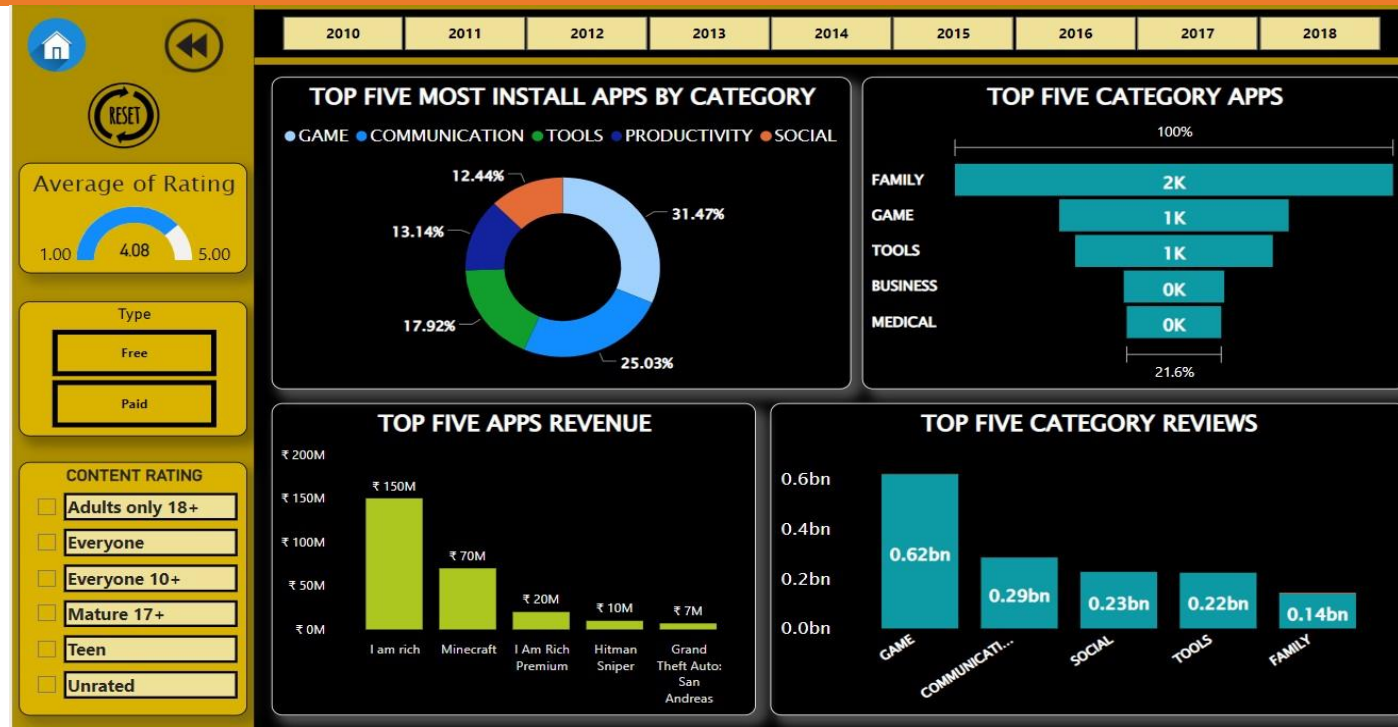 2010 2011 2012 2013 2014 2015 2016 2017 2018
RESET
Average of Rating
1.00 4.08 5.00
Type
Free
Paid
CONTENT RATING
Adults only 18+
Everyone
Everyone 10+
Mature 17+
Teen
Unrated
TOP FIVE MOST INSTALL APPS BY CATEGORY
GAME COMMUNICATION TOOLS PRODUCTIVITY SOCIAL
12.44%
31.47%
13.14%
17.92%
25.03%
TOP FIVE CATEGORY APPS
100%
FAMILY 2K
GAME 1K
TOOLS 1K
BUSINESS 0K
MEDICAL 0K
21.6%
TOP FIVE APPS REVENUE
₹ 200M
₹ 150M
₹ 100M
₹ 50M
₹ 0M
₹ 150M
₹ 70M
₹ 20M
₹ 10M
₹ 7M
I am rich
Minecraft
I Am Rich
Premium
Hitman
Sniper
Grand
Theft Auto:
San
Andreas
TOP FIVE CATEGORY REVIEWS
0.6bn
0.4bn
0.2bn
0.0bn
0.62bn
0.29bn
0.23bn
0.22bn
0.14bn
GAME
COMMUNICATI...
SOCIAL
TOOLS
FAMILY